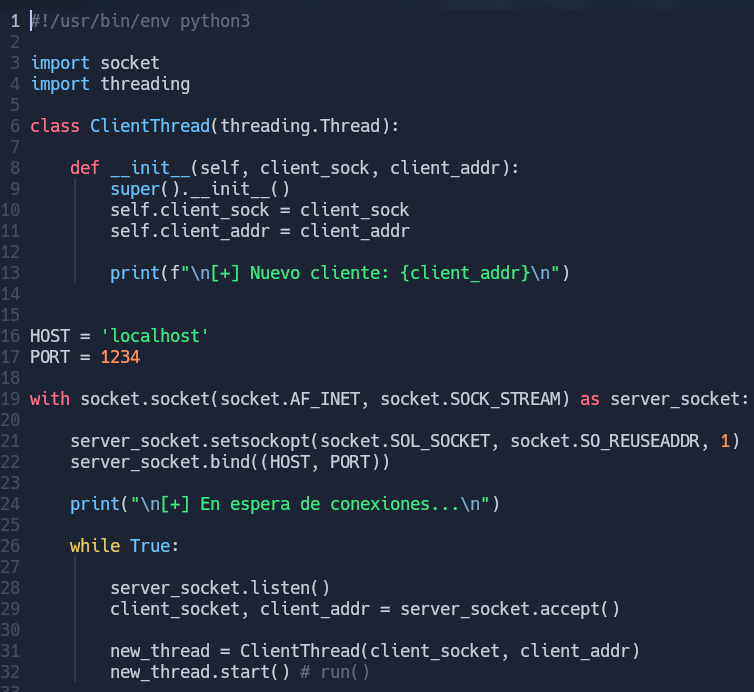 1 #!/usr/bin/env python3
2
3 import socket
4 import threading
5
6 class ClientThread(threading.Thread):
7
8     def __init__(self, client_sock, client_addr):
9         super().__init__()
10         self.client_sock = client_sock
11         self.client_addr = client_addr
12
13         print(f"\n[+] Nuevo cliente: {client_addr}\n")
14
15
16 HOST = 'localhost'
17 PORT = 1234
18
19 with socket.socket(socket.AF_INET, socket.SOCK_STREAM) as server_socket:
20
21     server_socket.setsockopt(socket.SOL_SOCKET, socket.SO_REUSEADDR, 1)
22     server_socket.bind((HOST, PORT))
23
24     print("\n[+] En espera de conexiones...\n")
25
26     while True:
27
28         server_socket.listen()
29         client_socket, client_addr = server_socket.accept()
30
31         new_thread = ClientThread(client_socket, client_addr)
32         new_thread.start() # run()
33